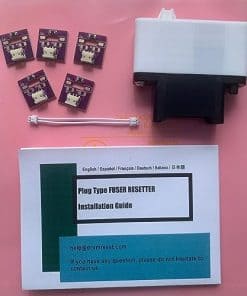 English / Español / Français / Deutsch / Italiano / 日本語
Plug Type FUSER RESETTER
Installation Guide
If you have any question, please do not hesitate to
contact us.